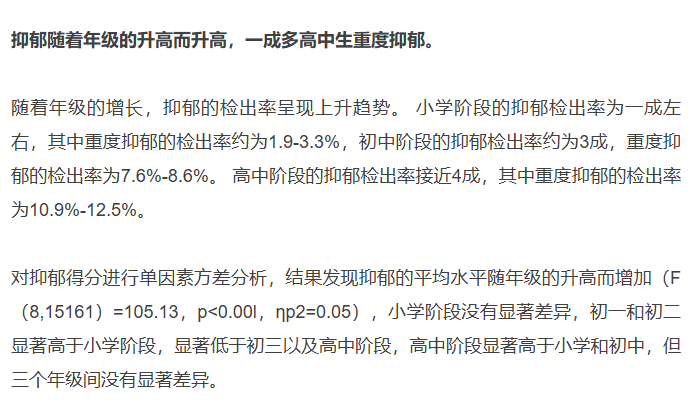 抑郁随着年级的升高而升高，一成多高中生重度抑郁。
随着年级的增长，抑郁的检出率呈现上升趋势。 小学阶段的抑郁检出率为一成左
右，其中重度抑郁的检出率约为1.9-3.3%，初中阶段的抑郁检出率约为3成，重度抑
郁的检出率为7.6%-8.6%。 高中阶段的抑郁检出率接近4成，其中重度抑郁的检出率
为10.9%-12.5%。
对抑郁得分进行单因素方差分析，结果发现抑郁的平均水平随年级的升高而增加（F
（8,15161）=105.13，p<0.00l，ηp2=0.05），小学阶段没有显著差异，初一和初二
显著高于小学阶段，显著低于初三以及高中阶段，高中阶段显著高于小学和初中，但
三个年级间没有显著差异。